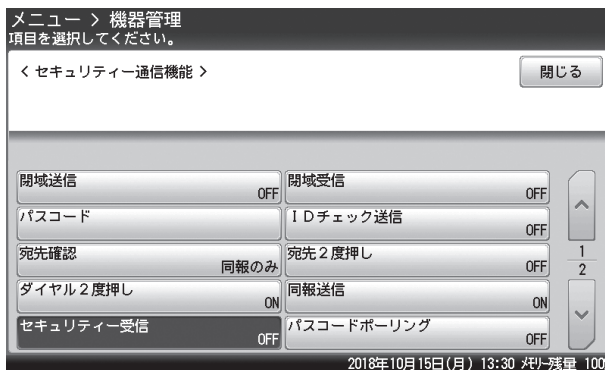 メニュー > 機器管理
項目を選択してください。
< セキュリティー通信機能 >
閉じる
閉域送信
OFF
閉域受信
OFF
パスコード
IDチェック送信
OFF
宛先確認
同報のみ
宛先2度押し
OFF
ダイヤル2度押し
ON
同報送信
ON
セキュリティー受信
OFF
パスコードポーリング
OFF
1
2
2018年10月15日(月) 13:30 メモリー残量 100